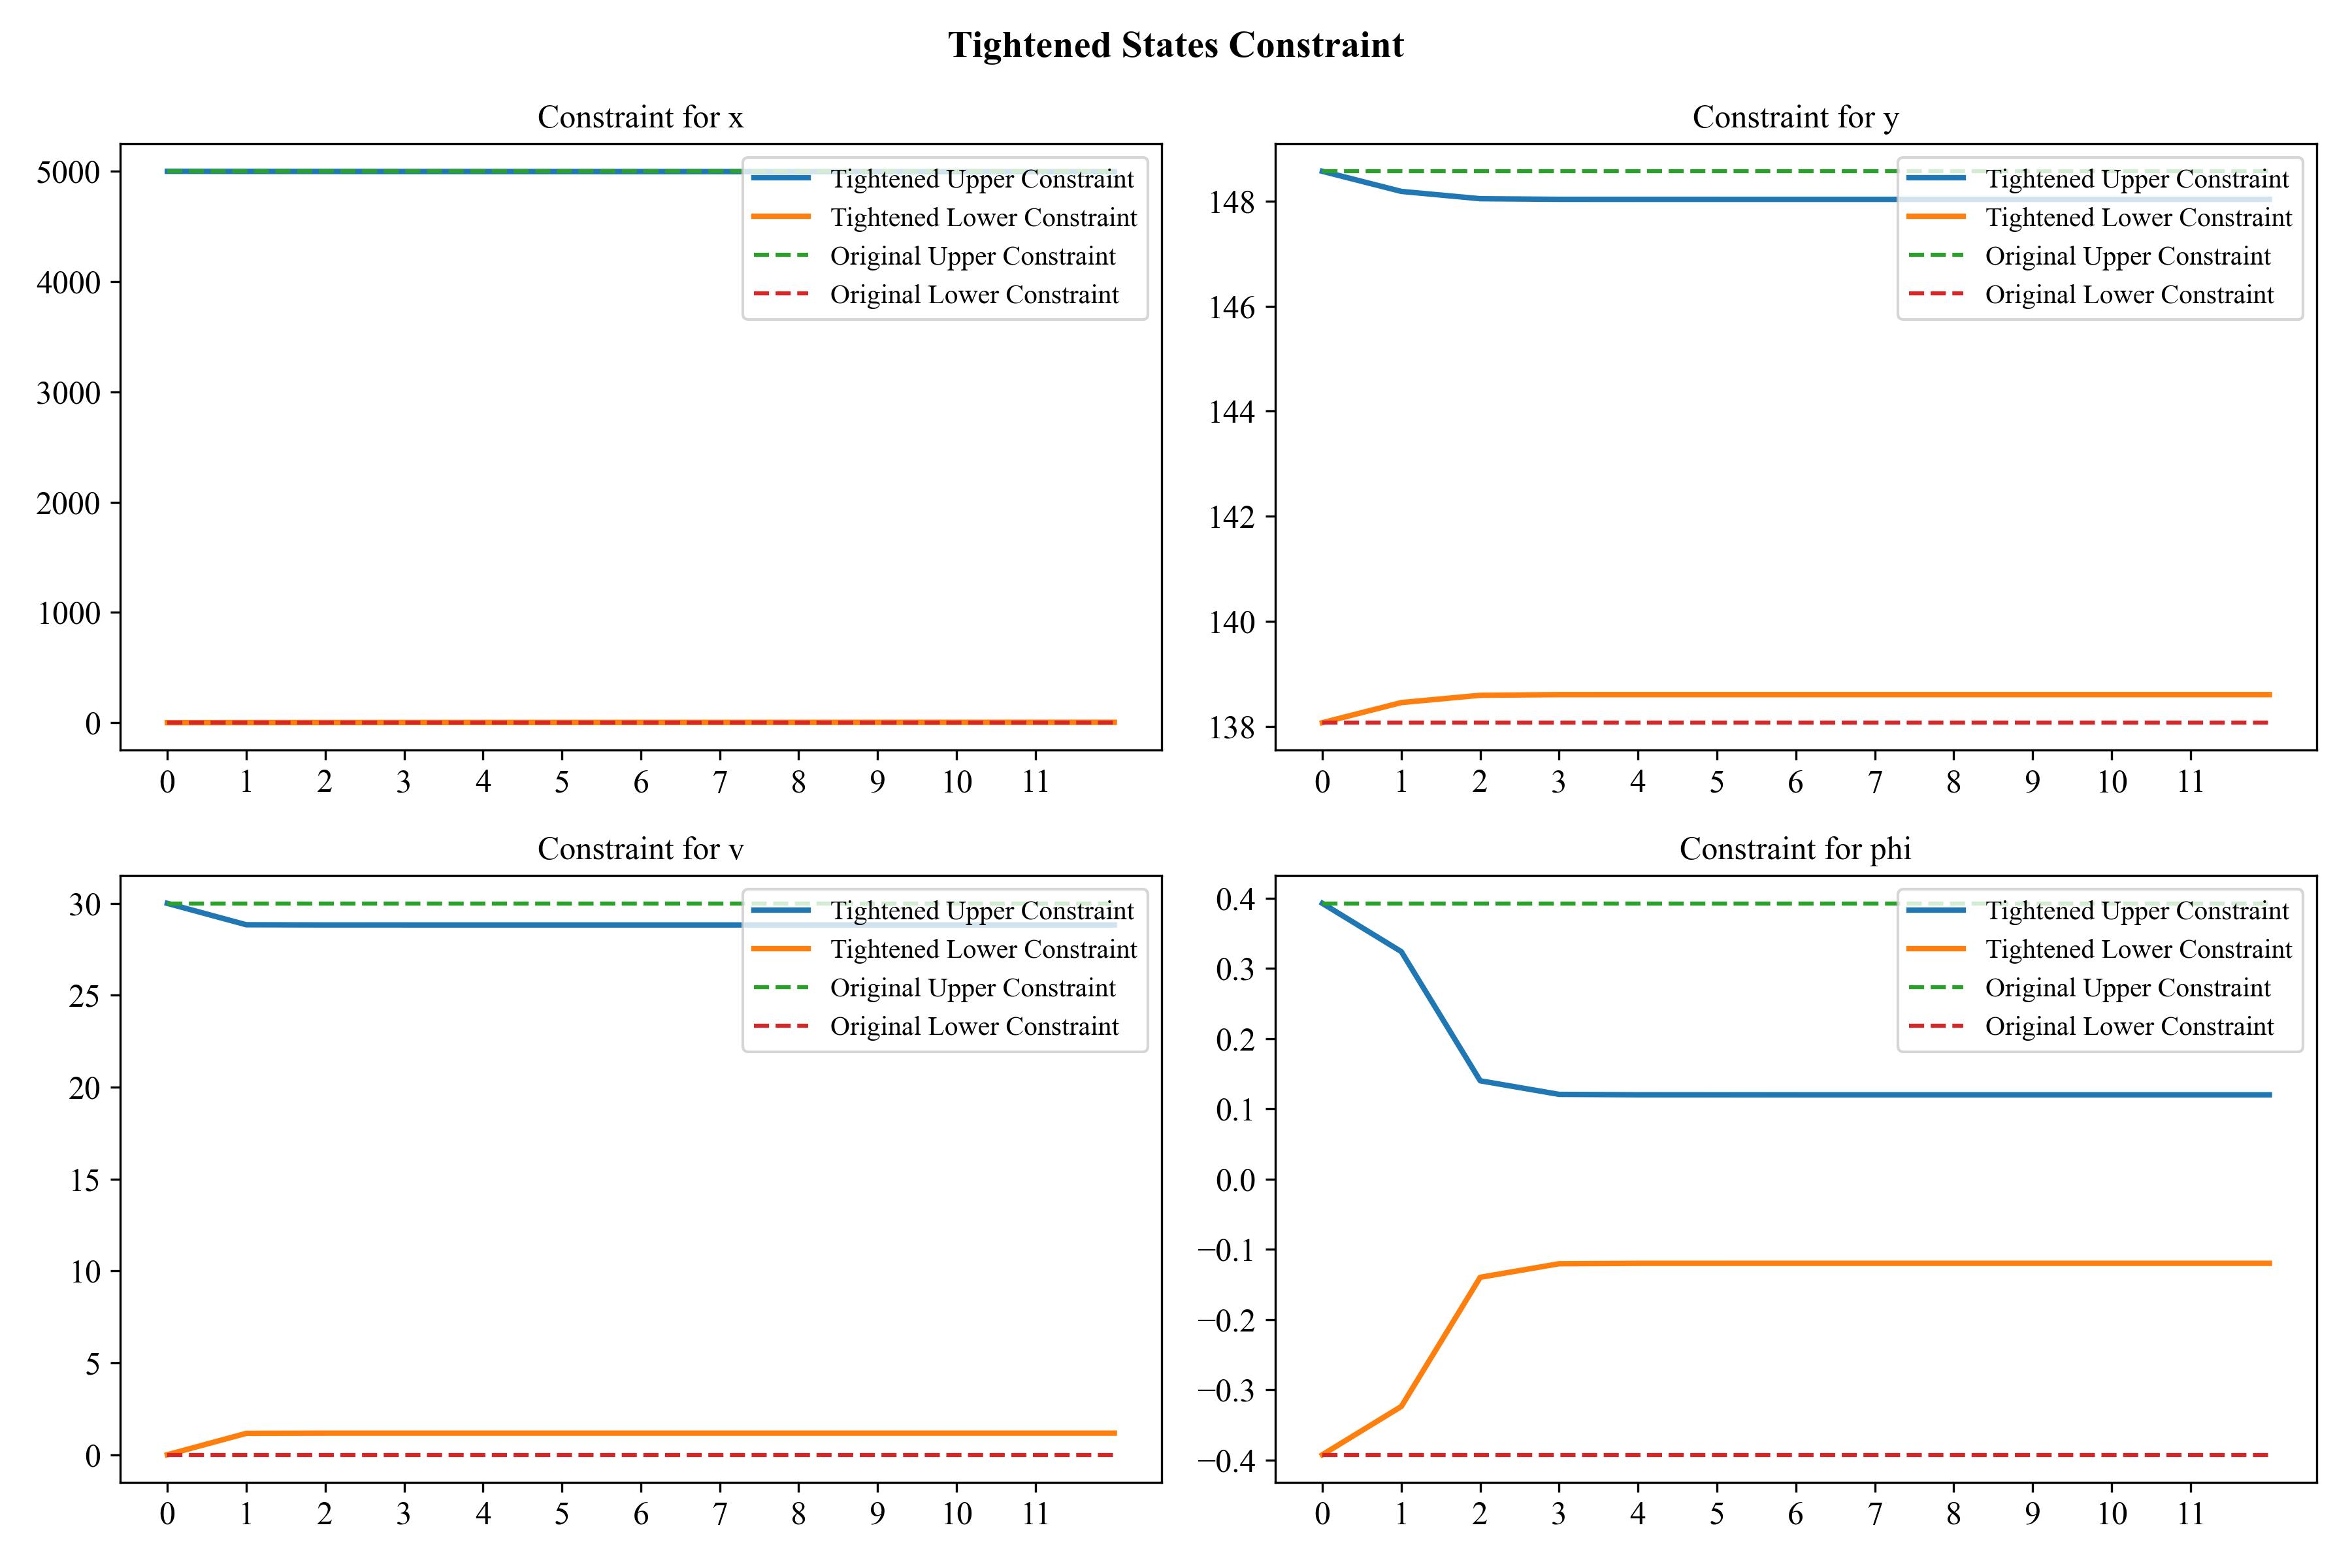 Tightened States Constraint
Constraint for x
5000
4000
3000
2000
1000
0
0 1 2 3 4 5 6 7 8 9 10 11
Tightened Upper Constraint
Tightened Lower Constraint
Original Upper Constraint
Original Lower Constraint
Constraint for y
148
146
144
142
140
138
0 1 2 3 4 5 6 7 8 9 10 11
Tightened Upper Constraint
Tightened Lower Constraint
Original Upper Constraint
Original Lower Constraint
Constraint for v
30
25
20
15
10
5
0
0 1 2 3 4 5 6 7 8 9 10 11
Tightened Upper Constraint
Tightened Lower Constraint
Original Upper Constraint
Original Lower Constraint
Constraint for phi
0.4
0.3
0.2
0.1
0.0
−0.1
−0.2
−0.3
−0.4
0 1 2 3 4 5 6 7 8 9 10 11
Tightened Upper Constraint
Tightened Lower Constraint
Original Upper Constraint
Original Lower Constraint